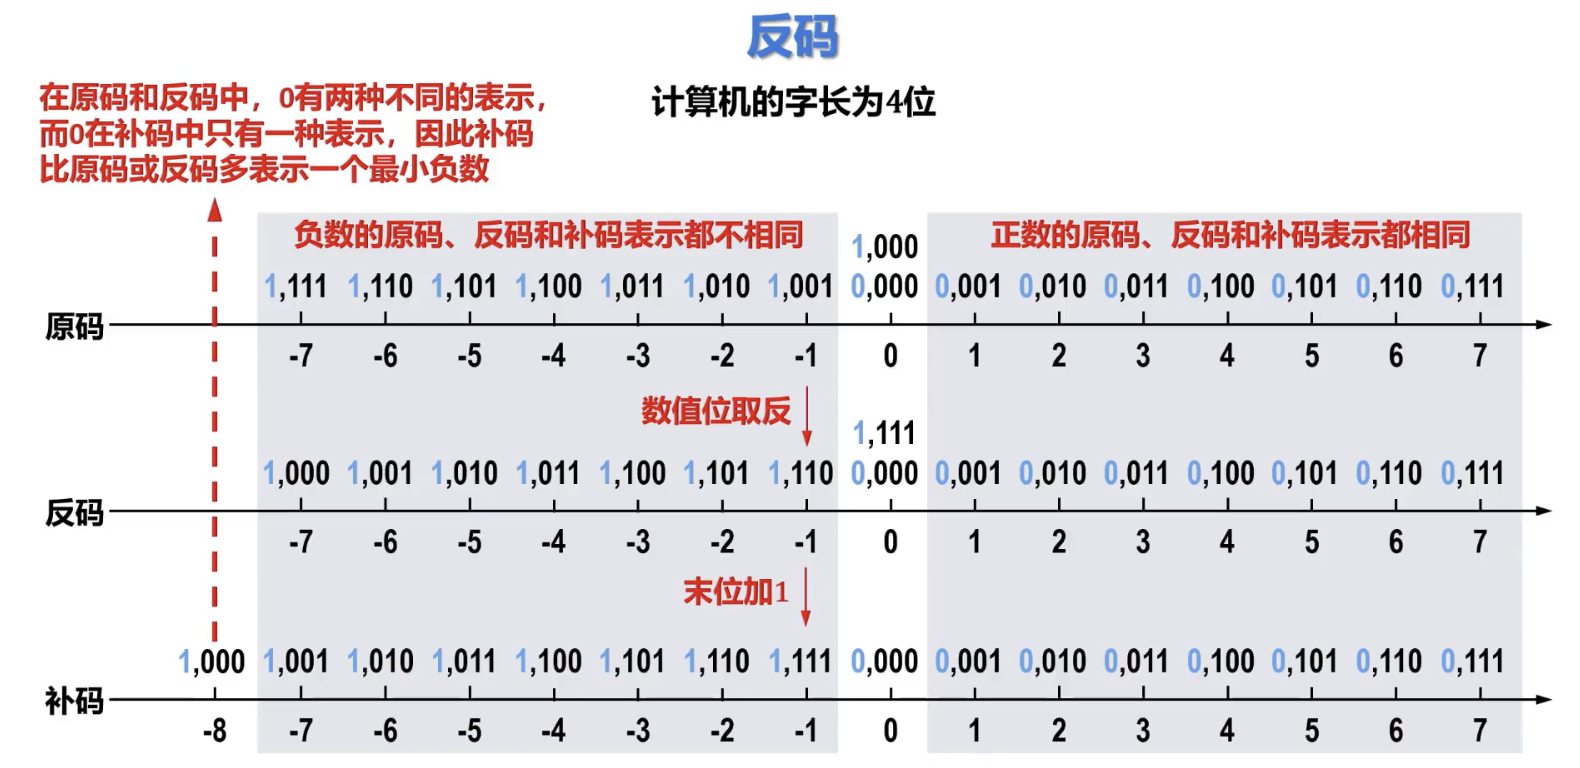 反码
计算机的字长为4位
在原码和反码中，0有两种不同的表示，
而0在补码中只有一种表示，因此补码
比原码或反码多表示一个最小负数
负数的原码、反码和补码表示都不相同
正数的原码、反码和补码表示都相同
1,000
1,111 1,110 1,101 1,100 1,011 1,010 1,001 0,000 0,001 0,010 0,011 0,100 0,101 0,110 0,111
原码
-7 -6 -5 -4 -3 -2 -1 0 1 2 3 4 5 6 7
数值位取反
1,111
1,000 1,001 1,010 1,011 1,100 1,101 1,110 0,000 0,001 0,010 0,011 0,100 0,101 0,110 0,111
反码
-7 -6 -5 -4 -3 -2 -1 0 1 2 3 4 5 6 7
末位加1
1,000 1,001 1,010 1,011 1,100 1,101 1,110 1,111 0,000 0,001 0,010 0,011 0,100 0,101 0,110 0,111
补码
-8 -7 -6 -5 -4 -3 -2 -1 0 1 2 3 4 5 6 7